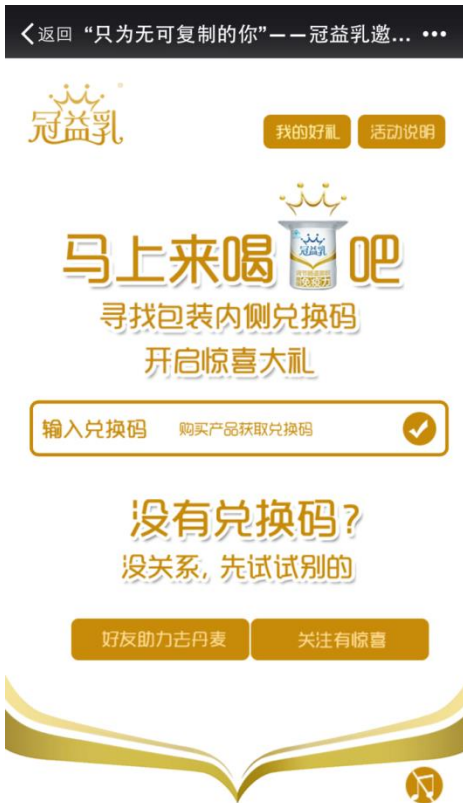 返回 “只为无可复制的你”——冠益乳邀...
冠益乳
我的好礼 活动说明
马上来喝 吧
冠益乳
免疫力
寻找包装内侧兑换码
开启惊喜大礼
输入兑换码 购买产品获取兑换码
没有兑换码?
没关系, 先试试别的
好友助力去丹麦 关注有惊喜